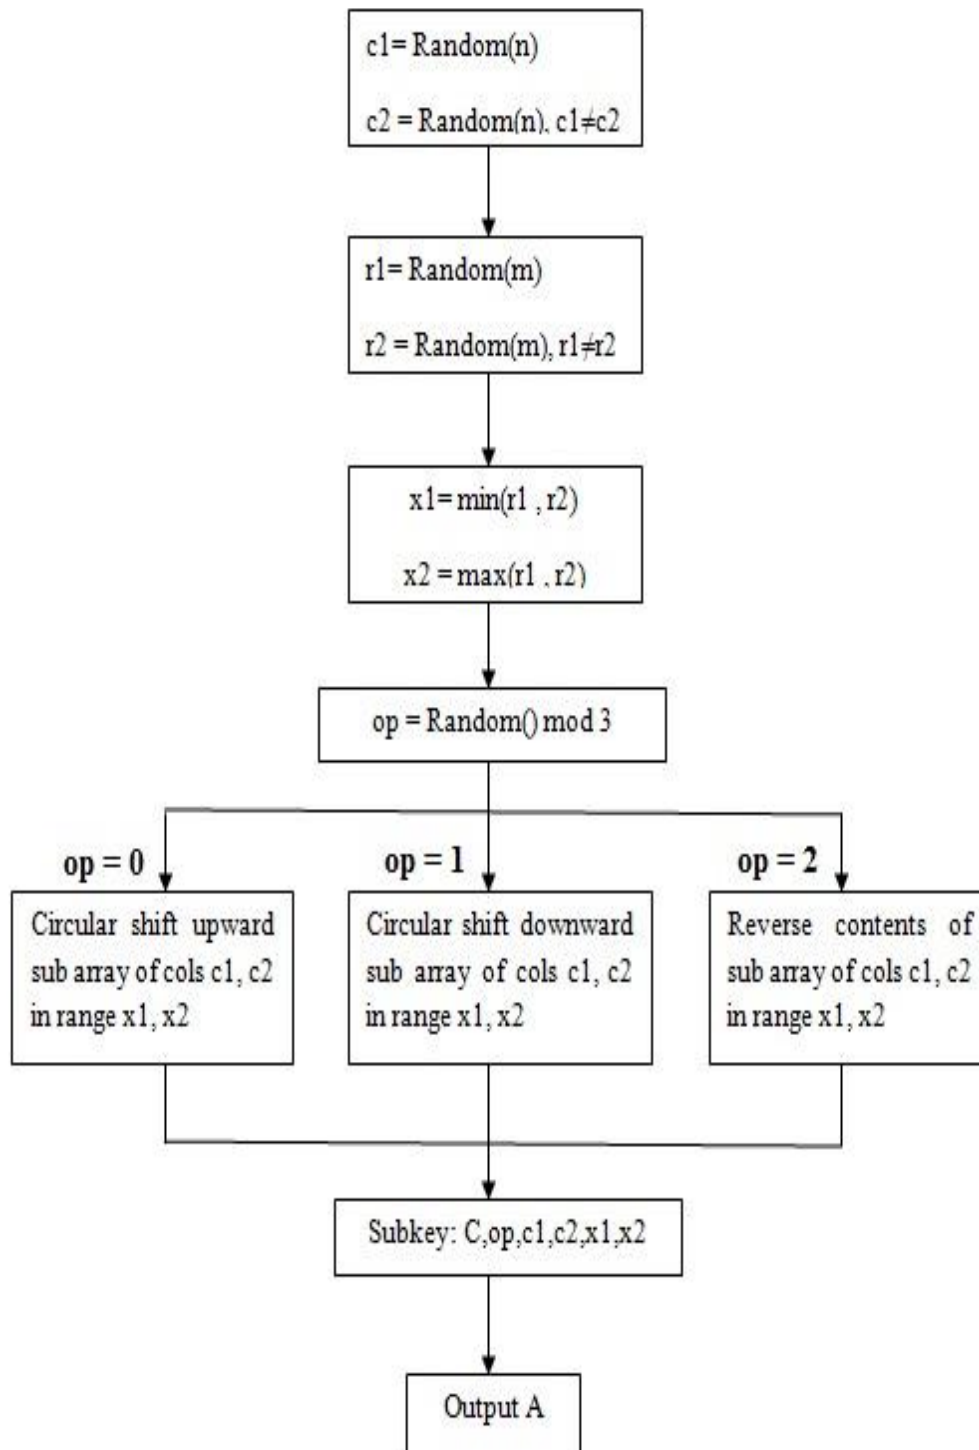 c1= Random(n)
c2 = Random(n), c1≠c2
r1= Random(m)
r2 = Random(m), r1≠r2
x1= min(r1 , r2)
x2 = max(r1 , r2)
op = Random() mod 3
op = 0
op = 1
op = 2
Circular shift upward
sub array of cols c1, c2
in range x1, x2
Circular shift downward
sub array of cols c1, c2
in range x1, x2
Reverse contents of
sub array of cols c1, c2
in range x1, x2
Subkey: C,op,c1,c2,x1,x2
Output A